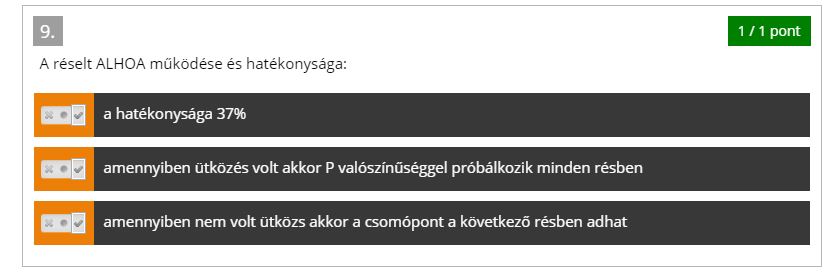 9.
1 / 1 pont
A réselt ALHOA működése és hatékonysága:
a hatékonysága 37%
amennyiben ütközés volt akkor P valószínűséggel próbálkozik minden résben
amennyiben nem volt ütközs akkor a csomópont a következő résben adhat